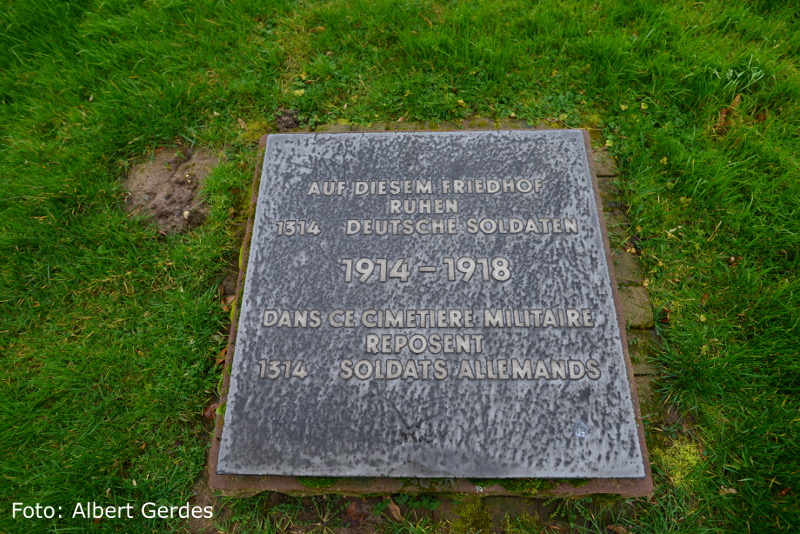 AUF DIESEM FRIEDHOF
RUHEN
1314 DEUTSCHE SOLDATEN
1914 – 1918
DANS CE CIMETIERE MILITAIRE
REPOSENT
1314 SOLDATS ALLEMANDS
Foto: Albert Gerdes